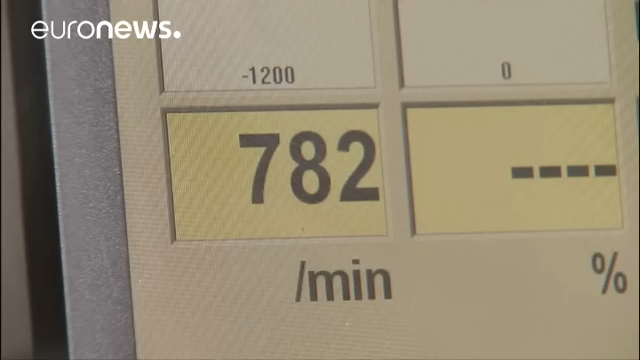 euronews.
-1200
0
782
----
/min
%